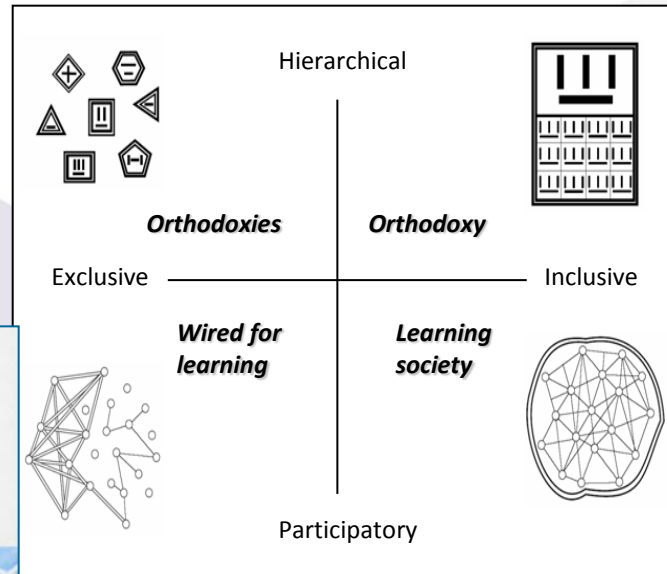 Hierarchical
Orthodoxies
Orthodoxy
Exclusive
Inclusive
Wired for
learning
Learning
society
Participatory